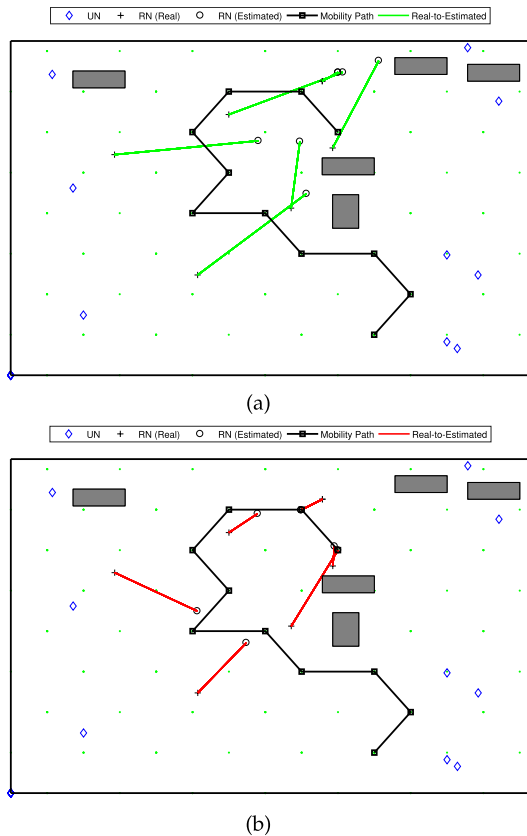 UN RN (Real) RN (Estimated) Mobility Path Real-to-Estimated
(a)
UN RN (Real) RN (Estimated) Mobility Path Real-to-Estimated
(b)